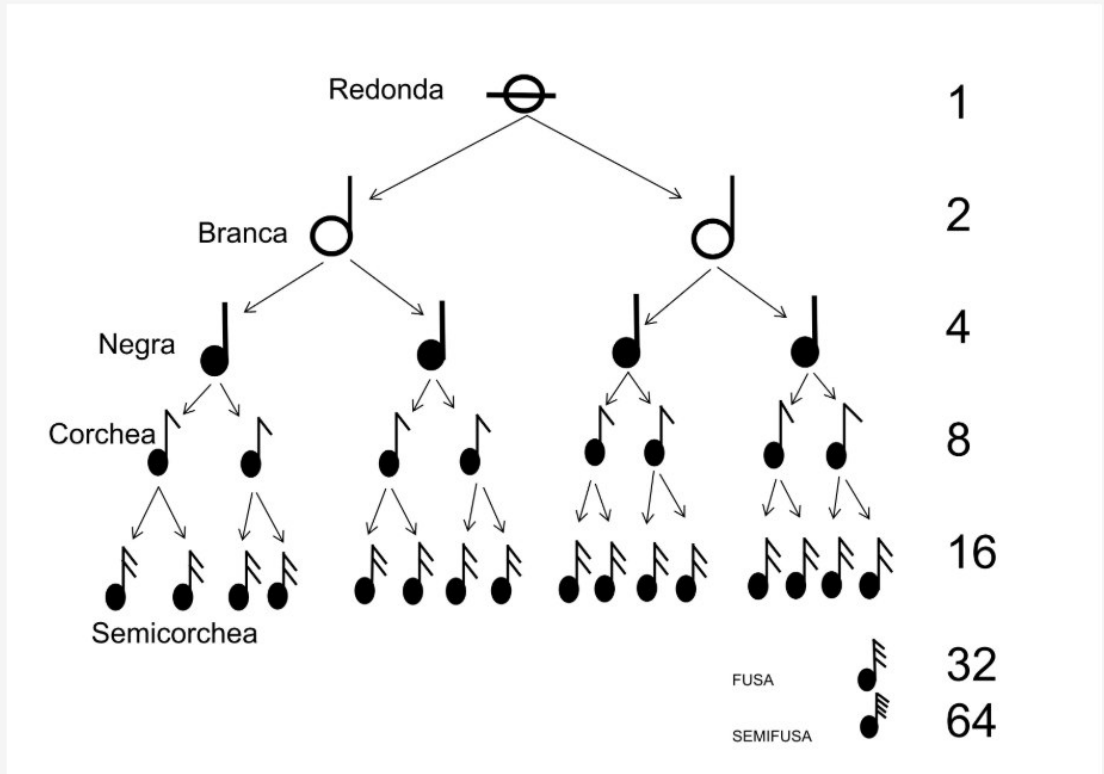 Redonda
1
Branca
2
Negra
4
Corchea
8
16
Semicorchea
FUSA
32
SEMIFUSA
64